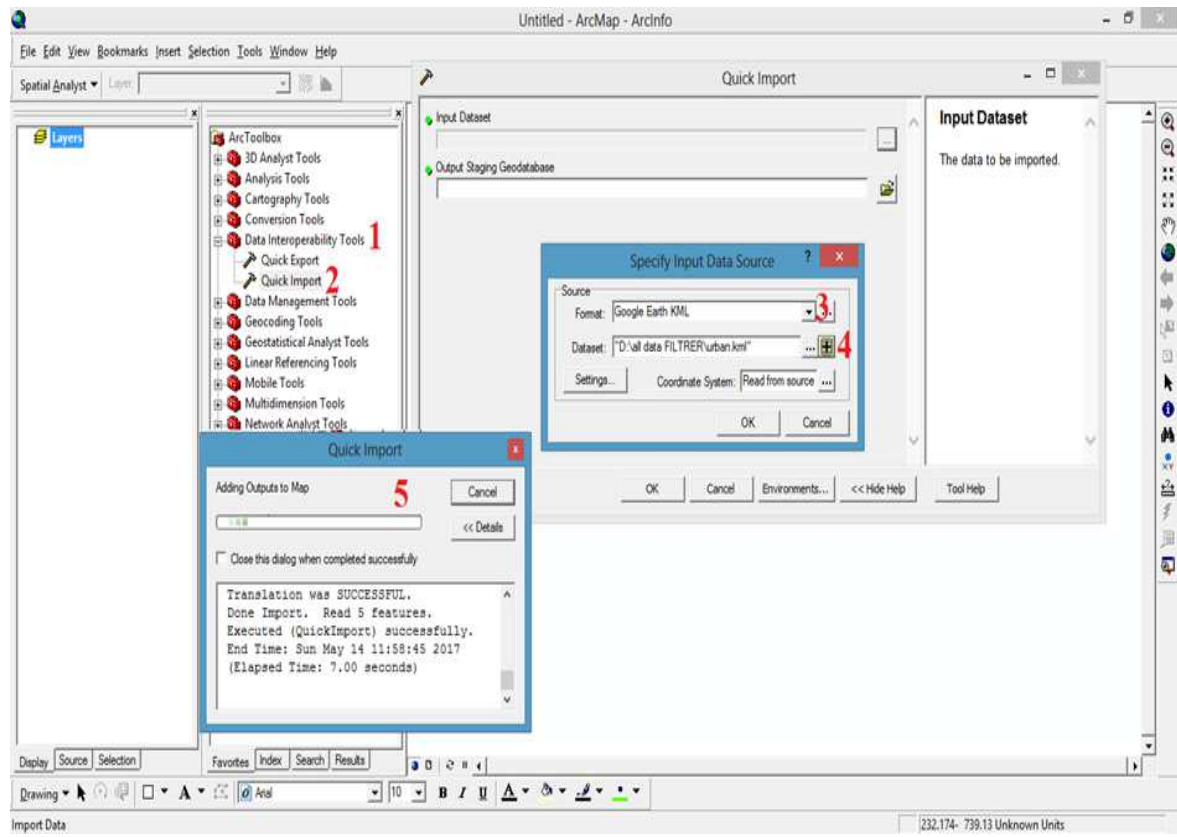 Untitled - ArcMap - ArcInfo
File Edit View Bookmarks Insert Selection Tools Window Help
Spatial Analyst Layer:
Layers
ArcToolbox
3D Analyst Tools
Analysis Tools
Cartography Tools
Conversion Tools
Data Interoperability Tools 1
Quick Export
Quick Import 2
Data Management Tools
Geocoding Tools
Geostatistical Analyst Tools
Linear Referencing Tools
Mobile Tools
Multidimension Tools
Network Analyst Tools
Quick Import
Input Dataset
...
Output Staging Geodatabase
Input Dataset
The data to be imported.
Specify Input Data Source ?
Source
Format: Google Earth KML 3 ...
Dataset: "D:\all data FILTRER\urban.kml" ... 4
Settings... Coordinate System: Read from source ...
OK Cancel
OK Cancel Environments... << Hide Help Tool Help
Quick Import
Adding Outputs to Map 5 Cancel
<< Details
Close this dialog when completed successfully
Translation was SUCCESSFUL.
Done Import. Read 5 features.
Executed (QuickImport) successfully.
End Time: Sun May 14 11:58:45 2017
(Elapsed Time: 7.00 seconds)
XY
Display Source Selection Favorites Index Search Results
Drawing A Arial 10 B I U A
Import Data 232.174- 739.13 Unknown Units